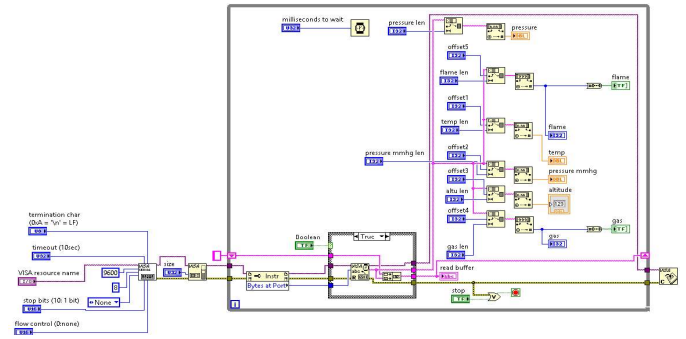 milliseconds to wait
pressure len
pressure
offset5
flame len
flame
offset1
temp len
flame
temp
offset2
pressure mmhg len
pressure mmhg
offset3
altu len
altitude
offset4
gas
gas len
gas
termination char
(0xA = '\n' = LF)
timeout (10sec)
VISA resource name
9600
8
None
stop bits (10: 1 bit)
flow control (0:none)
size
Instr
Bytes at Port
Boolean
True
read buffer
stop
i